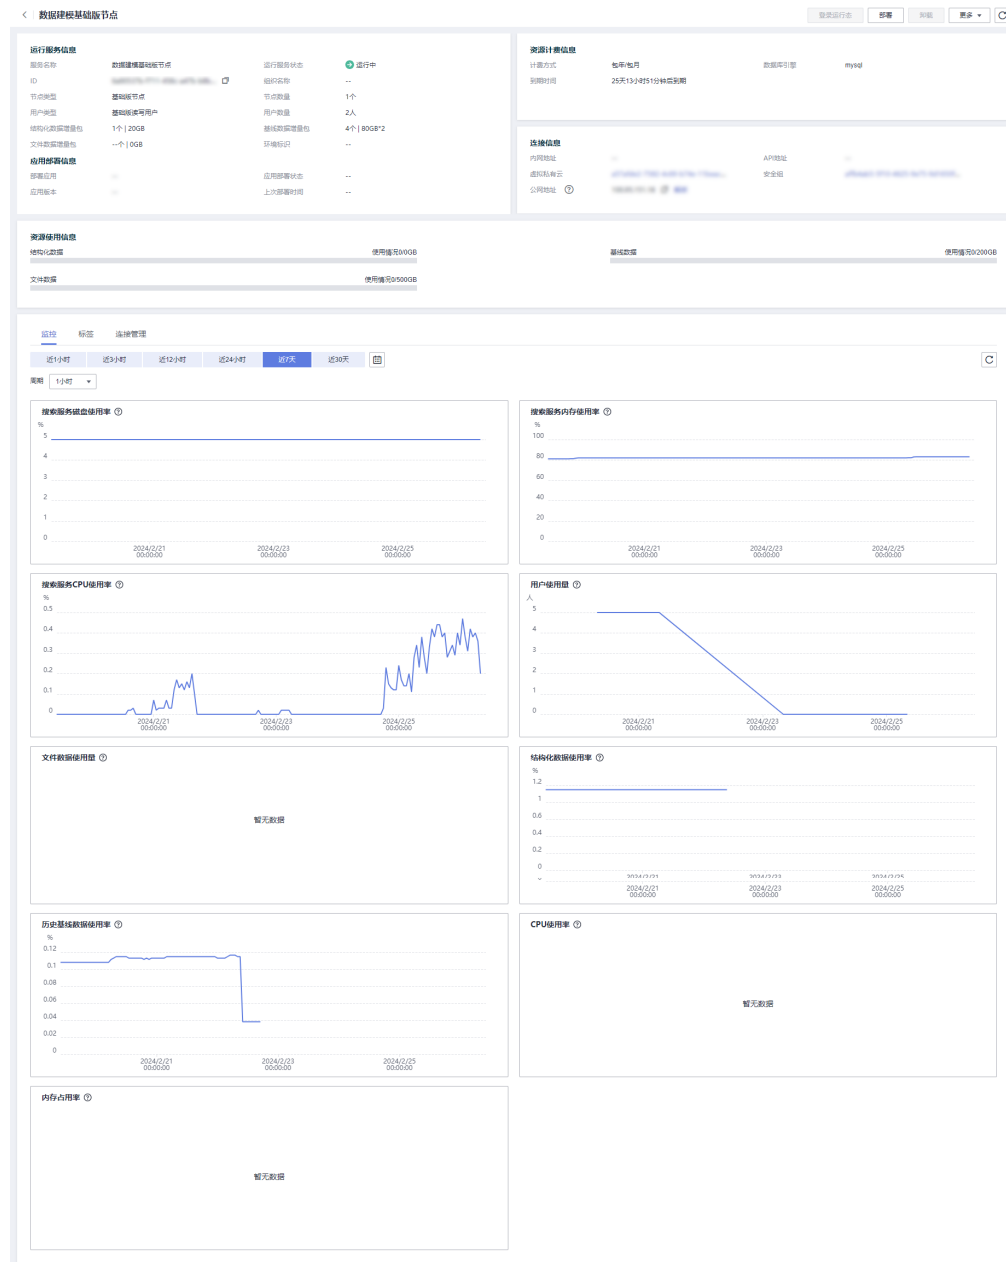 数据建模基础版节点
登录运行态 部署 卸载 更多
运行服务信息
服务名称 数据建模基础版节点 运行服务状态 运行中
ID 组织名称 --
节点类型 基础版节点 节点数量 1个
用户类型 基础版读写用户 用户数量 2人
结构化数据增量包 1个 | 20GB 基线数据增量包 4个 | 80GB*2
文件数据增量包 --个 | 0GB 环境标识 --
应用部署信息
部署应用 -- 应用部署状态 --
应用版本 -- 上次部署时间 --
资源计费信息
计费方式 包年/包月 数据库引擎 mysql
到期时间 25天13小时51分钟后到期
连接信息
内网地址 -- API地址 --
虚拟私有云 安全组
公网地址
资源使用信息
结构化数据 使用情况0/0GB 基线数据 使用情况0/200GB
文件数据 使用情况0/500GB
监控 标签 连接管理
近1小时 近3小时 近12小时 近24小时 近7天 近30天
周期 1小时
搜索服务磁盘使用率
%
5
4
3
2
1
0
2024/2/21 2024/2/23 2024/2/25
00:00:00 00:00:00 00:00:00
搜索服务内存使用率
%
100
80
60
40
20
0
2024/2/21 2024/2/23 2024/2/25
00:00:00 00:00:00 00:00:00
搜索服务CPU使用率
%
0.5
0.4
0.3
0.2
0.1
0
2024/2/21 2024/2/23 2024/2/25
00:00:00 00:00:00 00:00:00
用户使用量
人
5
4
3
2
1
0
2024/2/21 2024/2/23 2024/2/25
00:00:00 00:00:00 00:00:00
文件数据使用量
暂无数据
结构化数据使用率
%
1.2
1
0.6
0.4
0.2
0
2024/2/21 2024/2/23 2024/2/25
2024/2/21 2024/2/23 2024/2/25
00:00:00 00:00:00 00:00:00
历史基线数据使用率
%
0.12
0.1
0.08
0.06
0.04
0.02
0
2024/2/21 2024/2/23 2024/2/25
00:00:00 00:00:00 00:00:00
CPU使用率
暂无数据
内存占用率
暂无数据